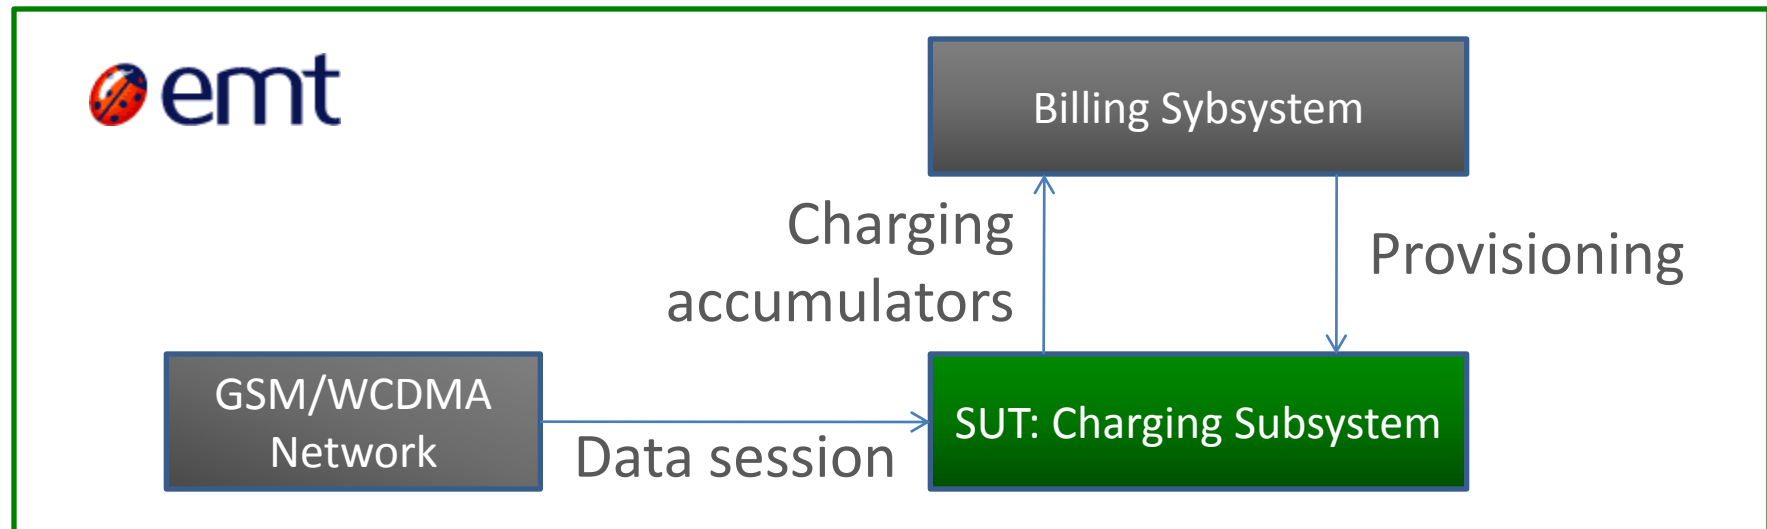 emt
Billing Sybsystem
Charging
accumulators
Provisioning
GSM/WCDMA
Network
Data session
SUT: Charging Subsystem